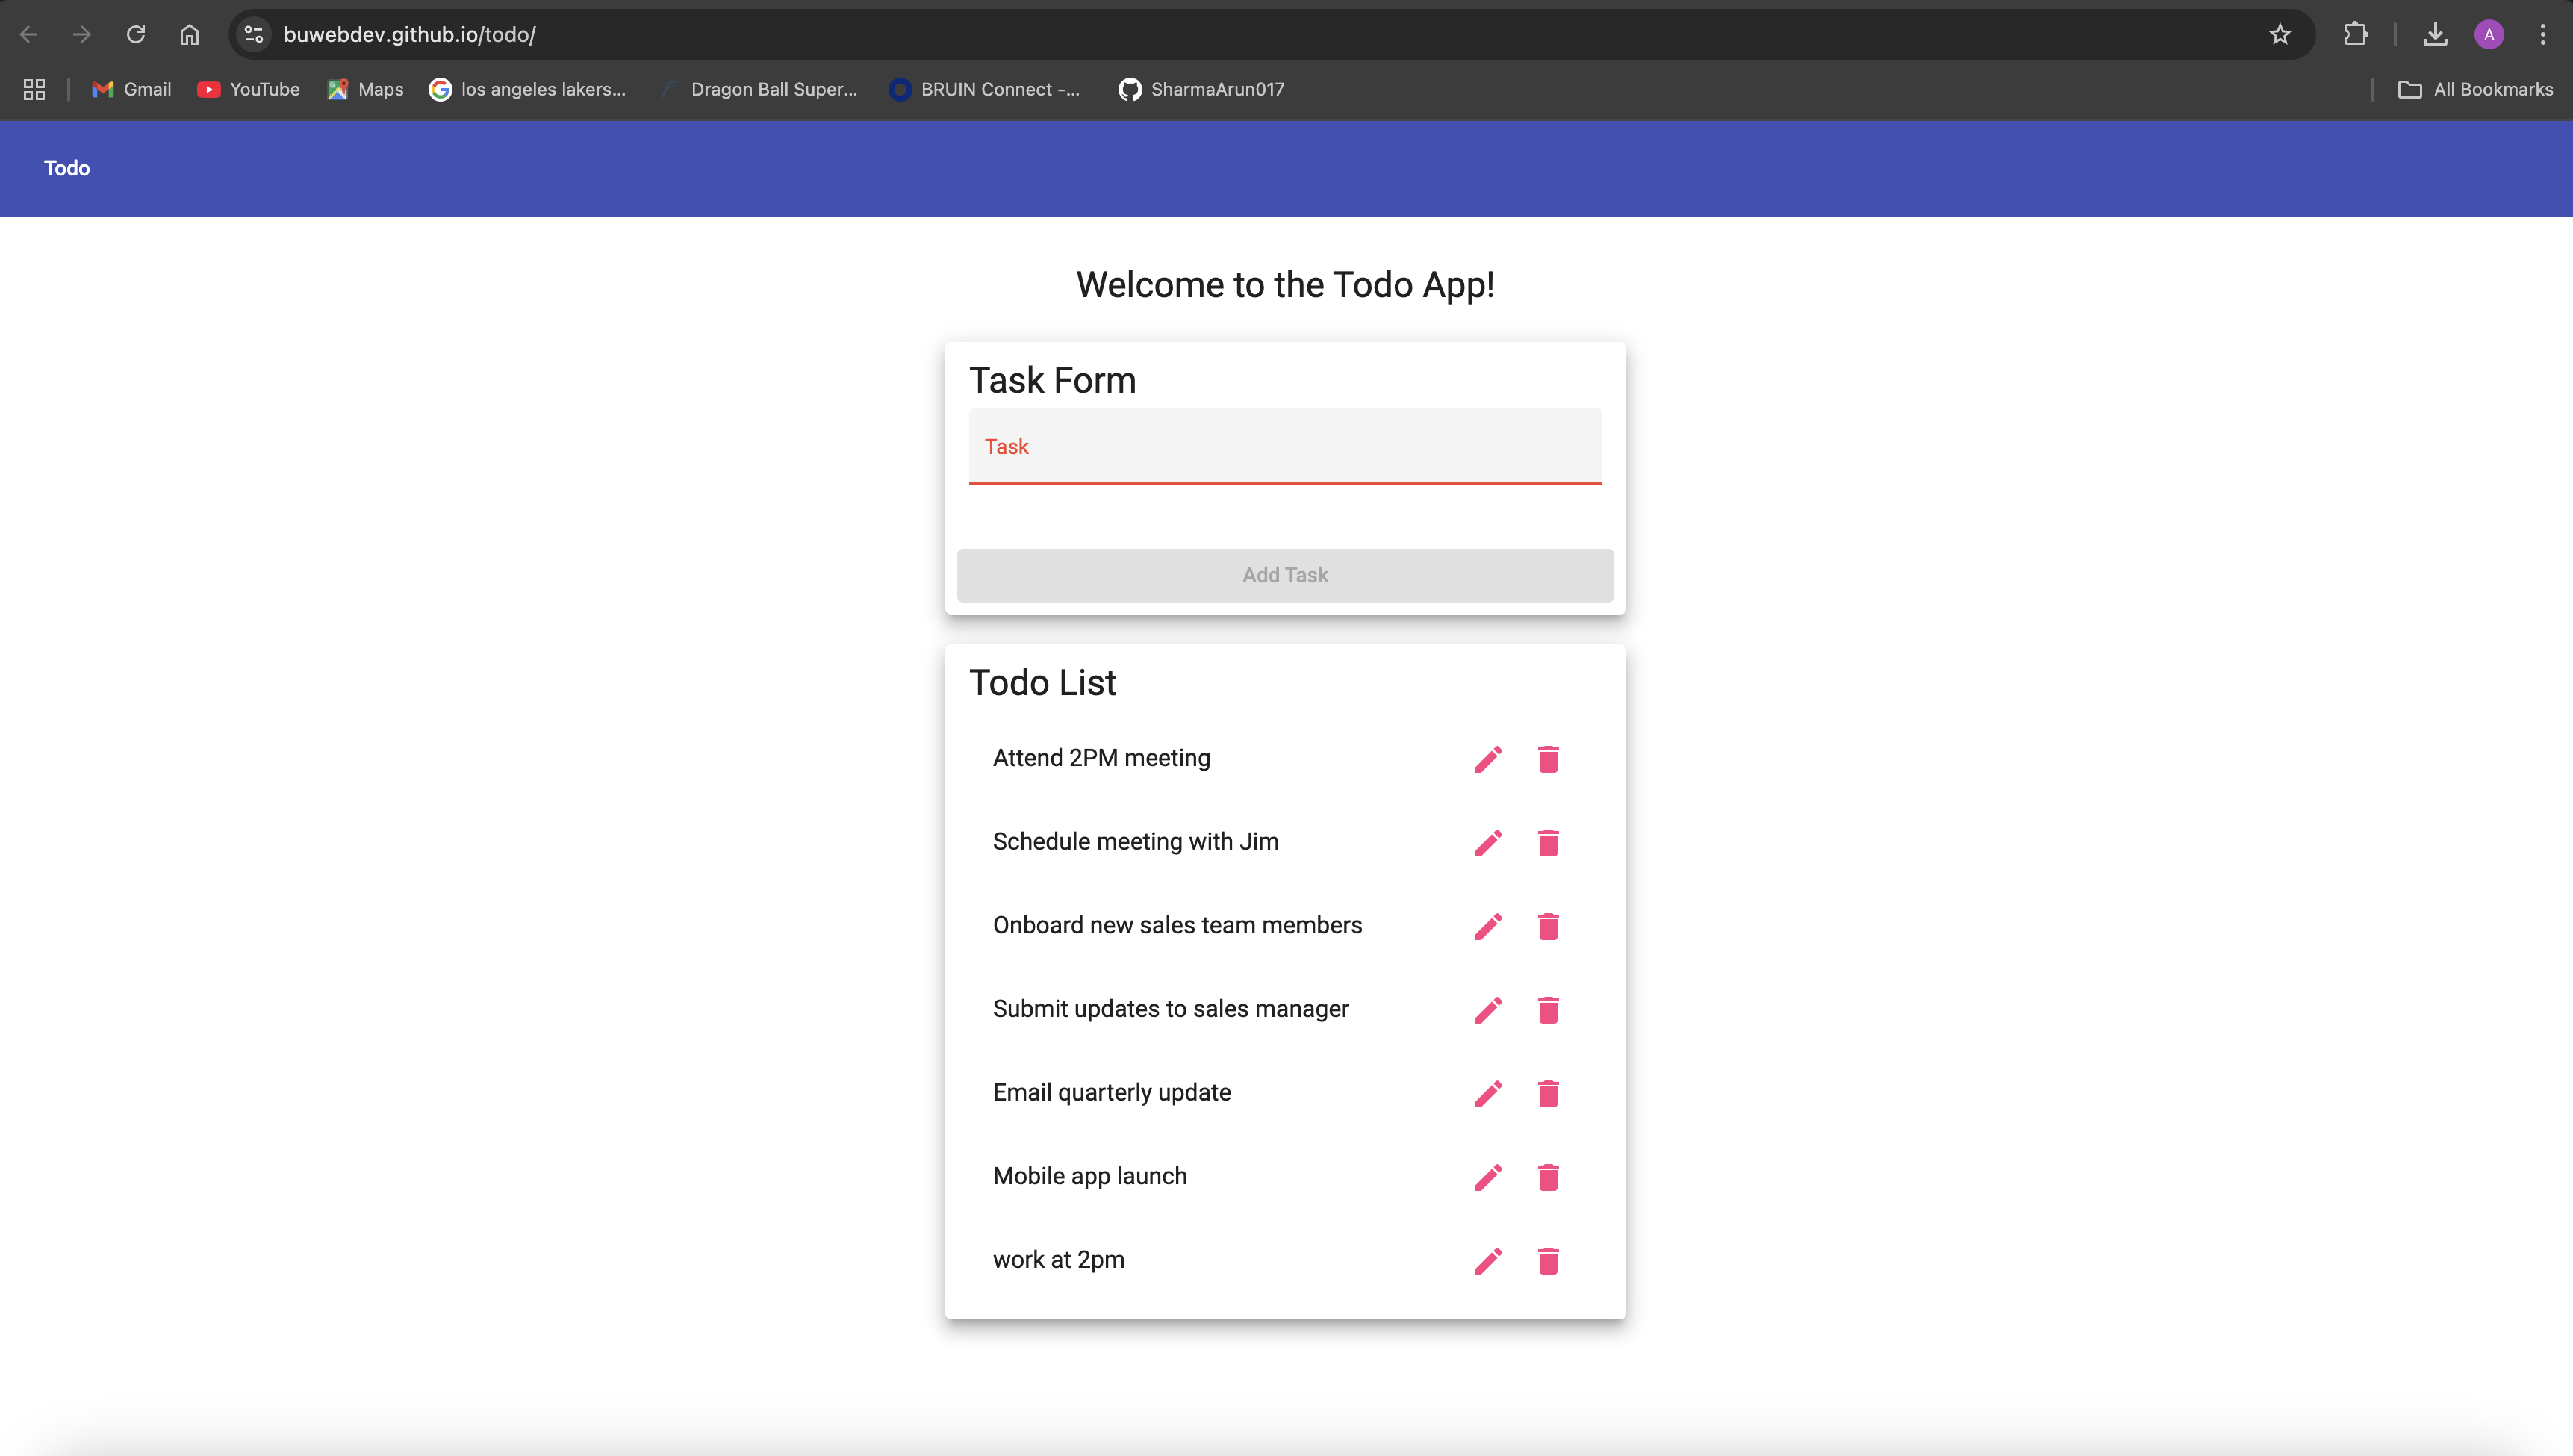 buwebdev.github.io/todo/
A
Gmail YouTube Maps los angeles lakers... Dragon Ball Super... BRUIN Connect -... SharmaArun017 All Bookmarks
Todo
Welcome to the Todo App!
Task Form
Task
Add Task
Todo List
Attend 2PM meeting
Schedule meeting with Jim
Onboard new sales team members
Submit updates to sales manager
Email quarterly update
Mobile app launch
work at 2pm